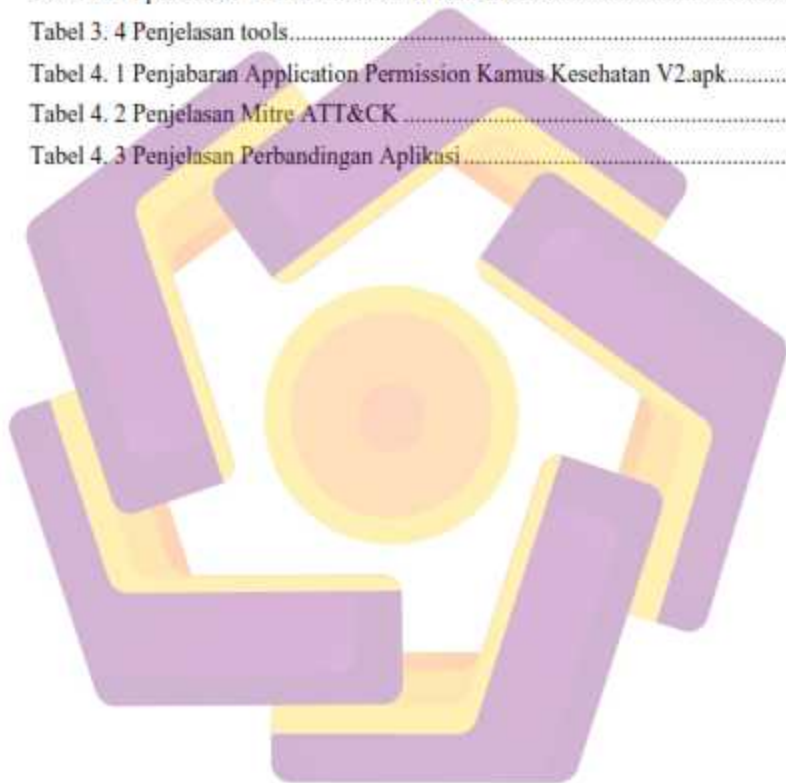 Tabel 3. 4 Penjelasan tools
Tabel 4. 1 Penjabaran Application Permission Kamus Kesehatan V2.apk
Tabel 4. 2 Penjelasan Mitre ATT&CK
Tabel 4. 3 Penjelasan Perbandingan Aplikasi